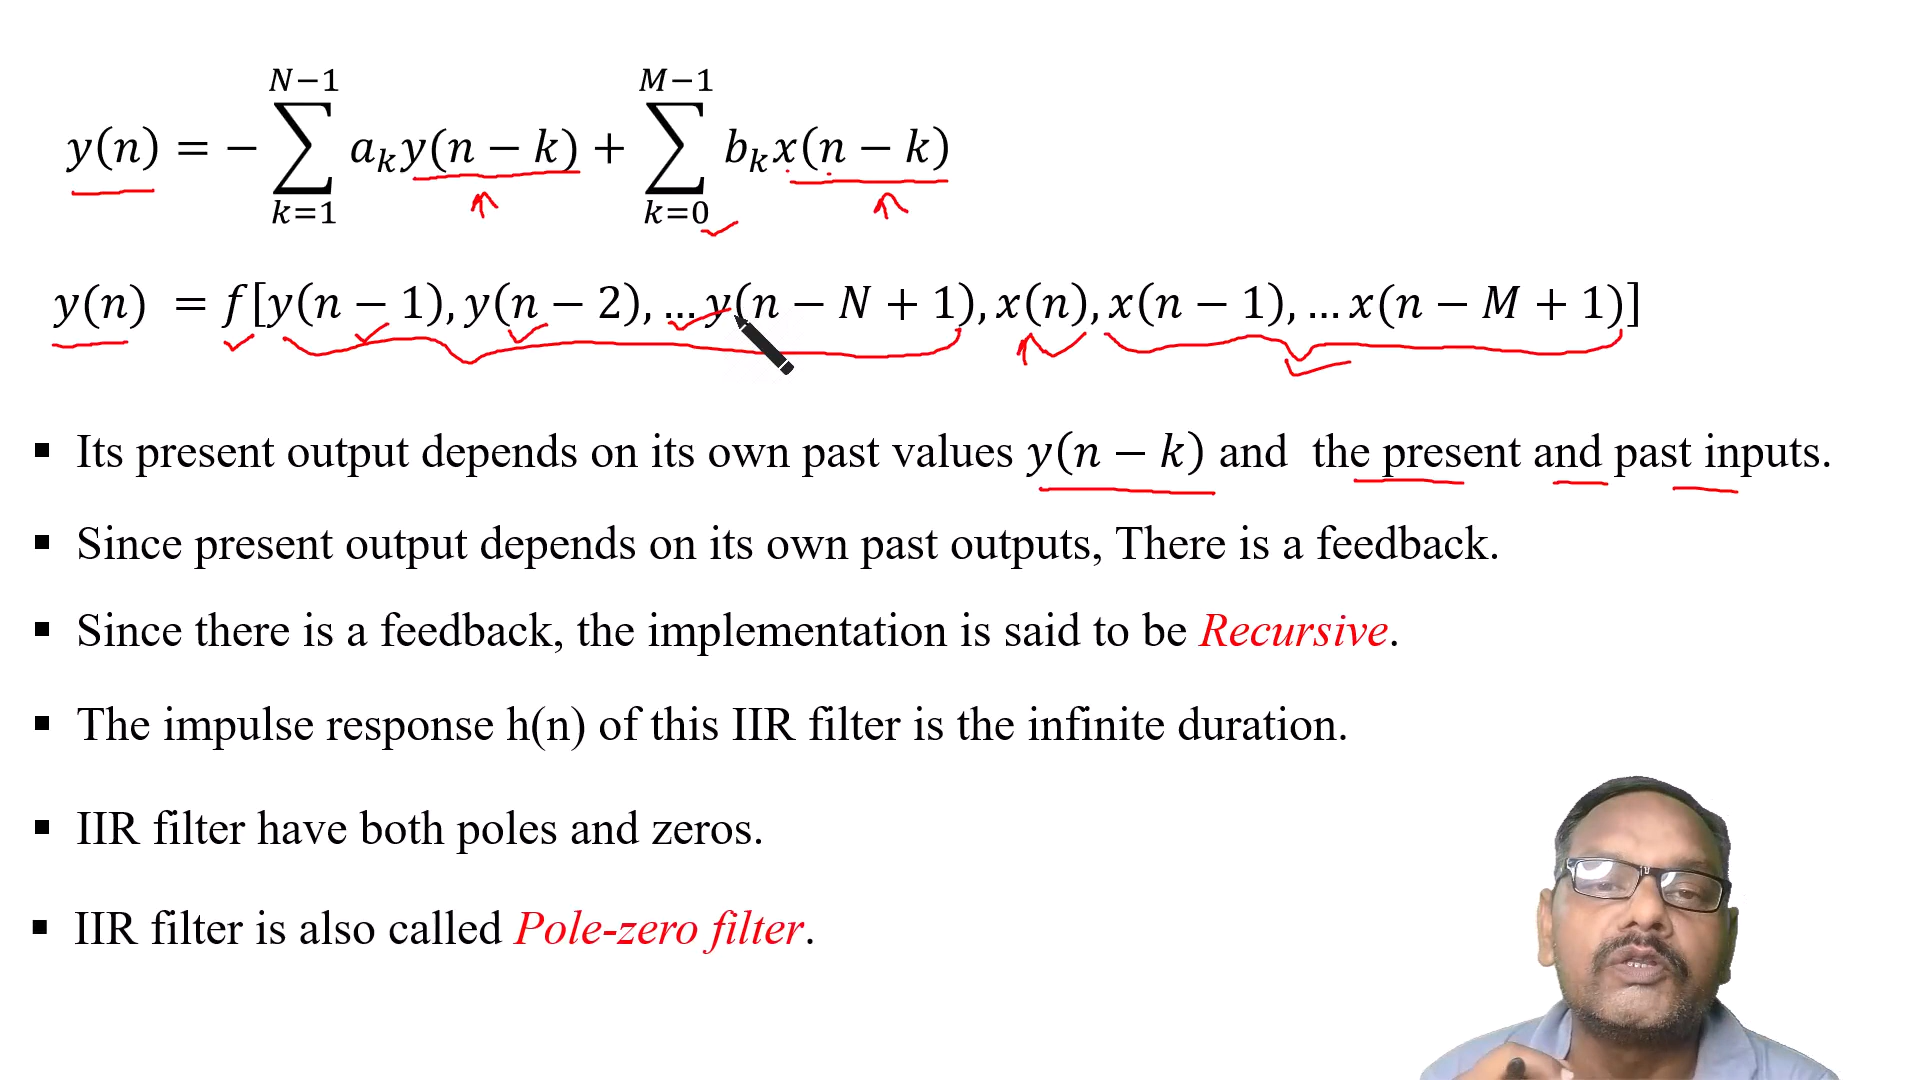 y(n) = − ∑_{k=1}^{N−1} a_k y(n − k) + ∑_{k=0}^{M−1} b_k x(n − k)
y(n) = f[y(n − 1), y(n − 2), ... y(n − N + 1), x(n), x(n − 1), ... x(n − M + 1)]
▪ Its present output depends on its own past values y(n − k) and the present and past inputs.
▪ Since present output depends on its own past outputs, There is a feedback.
▪ Since there is a feedback, the implementation is said to be Recursive.
▪ The impulse response h(n) of this IIR filter is the infinite duration.
▪ IIR filter have both poles and zeros.
▪ IIR filter is also called Pole-zero filter.